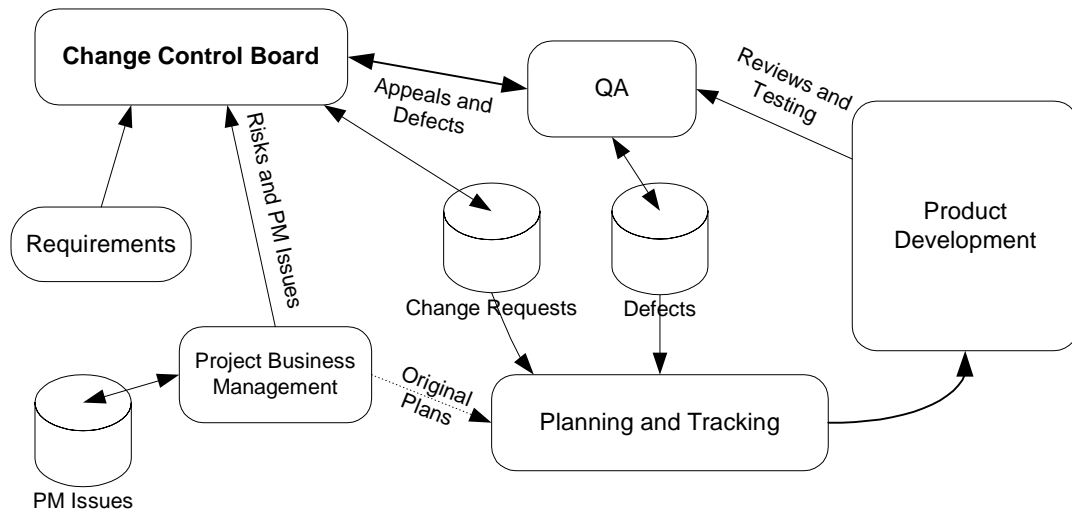 Change Control Board
QA
Reviews and
Testing
Appeals and
Defects
Risks and PM Issues
Product
Development
Requirements
Change Requests
Defects
Project Business
Management
Original
Plans
Planning and Tracking
PM Issues